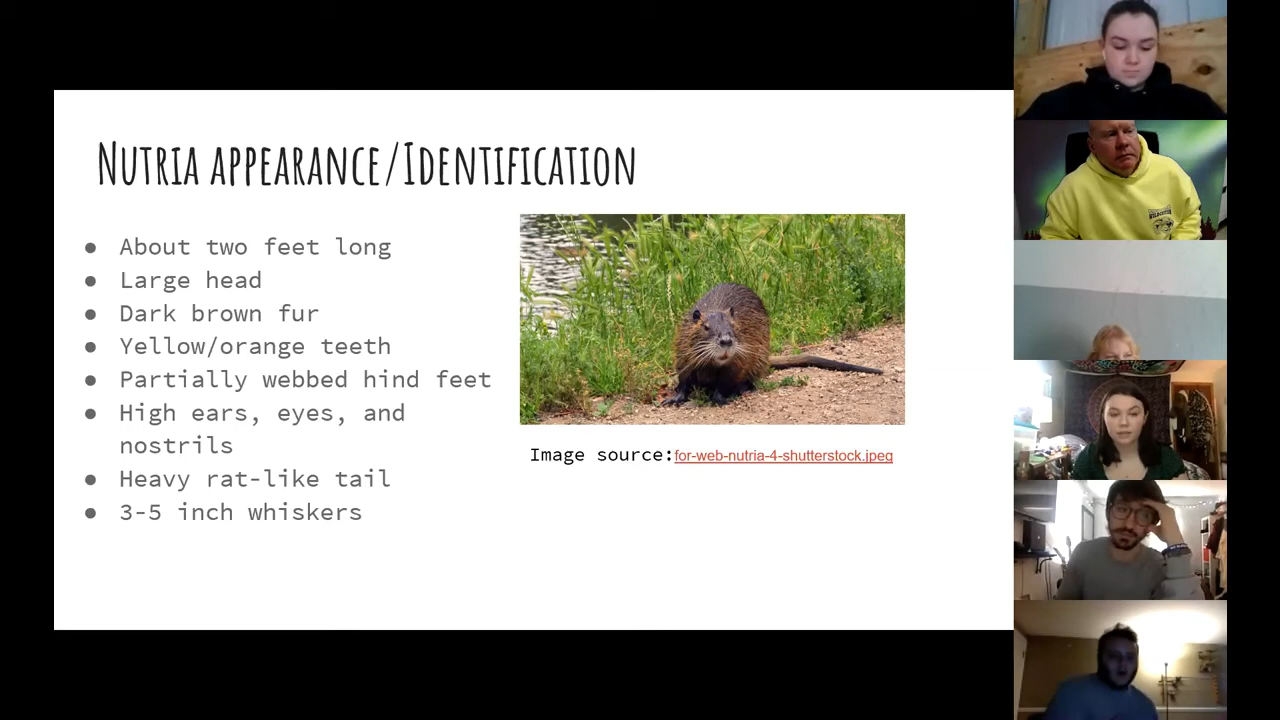 Nutria appearance/Identification
● About two feet long
● Large head
● Dark brown fur
● Yellow/orange teeth
● Partially webbed hind feet
● High ears, eyes, and
nostrils
● Heavy rat-like tail
● 3-5 inch whiskers
Image source:for-web-nutria-4-shutterstock.jpeg